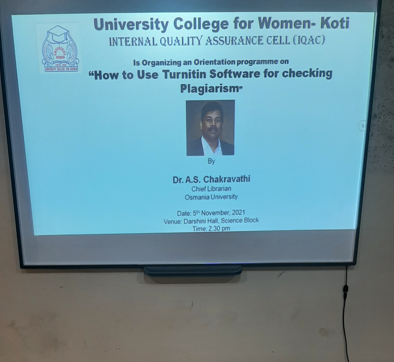 University College for Women- Koti
INTERNAL QUALITY ASSURANCE CELL (IQAC)
Is Organizing an Orientation programme on
“How to Use Turnitin Software for checking
Plagiarism”
By
Dr. A.S. Chakravathi
Chief Librarian
Osmania University
Date: 5th November, 2021
Venue: Darshini Hall, Science Block
Time: 2.30 pm